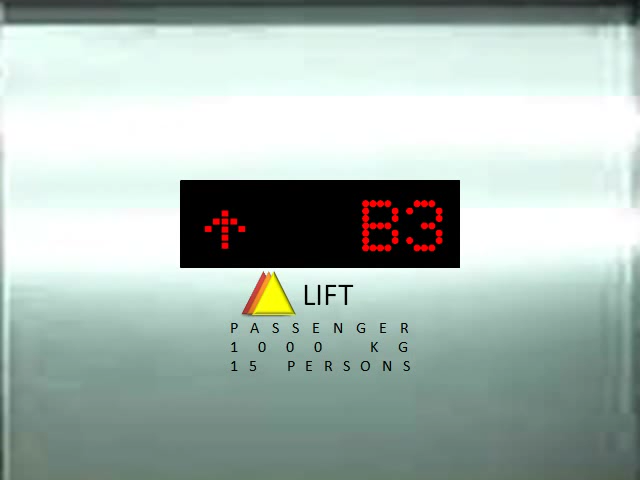 ↑ B3
LIFT
PASSENGER
1000 KG
15 PERSONS